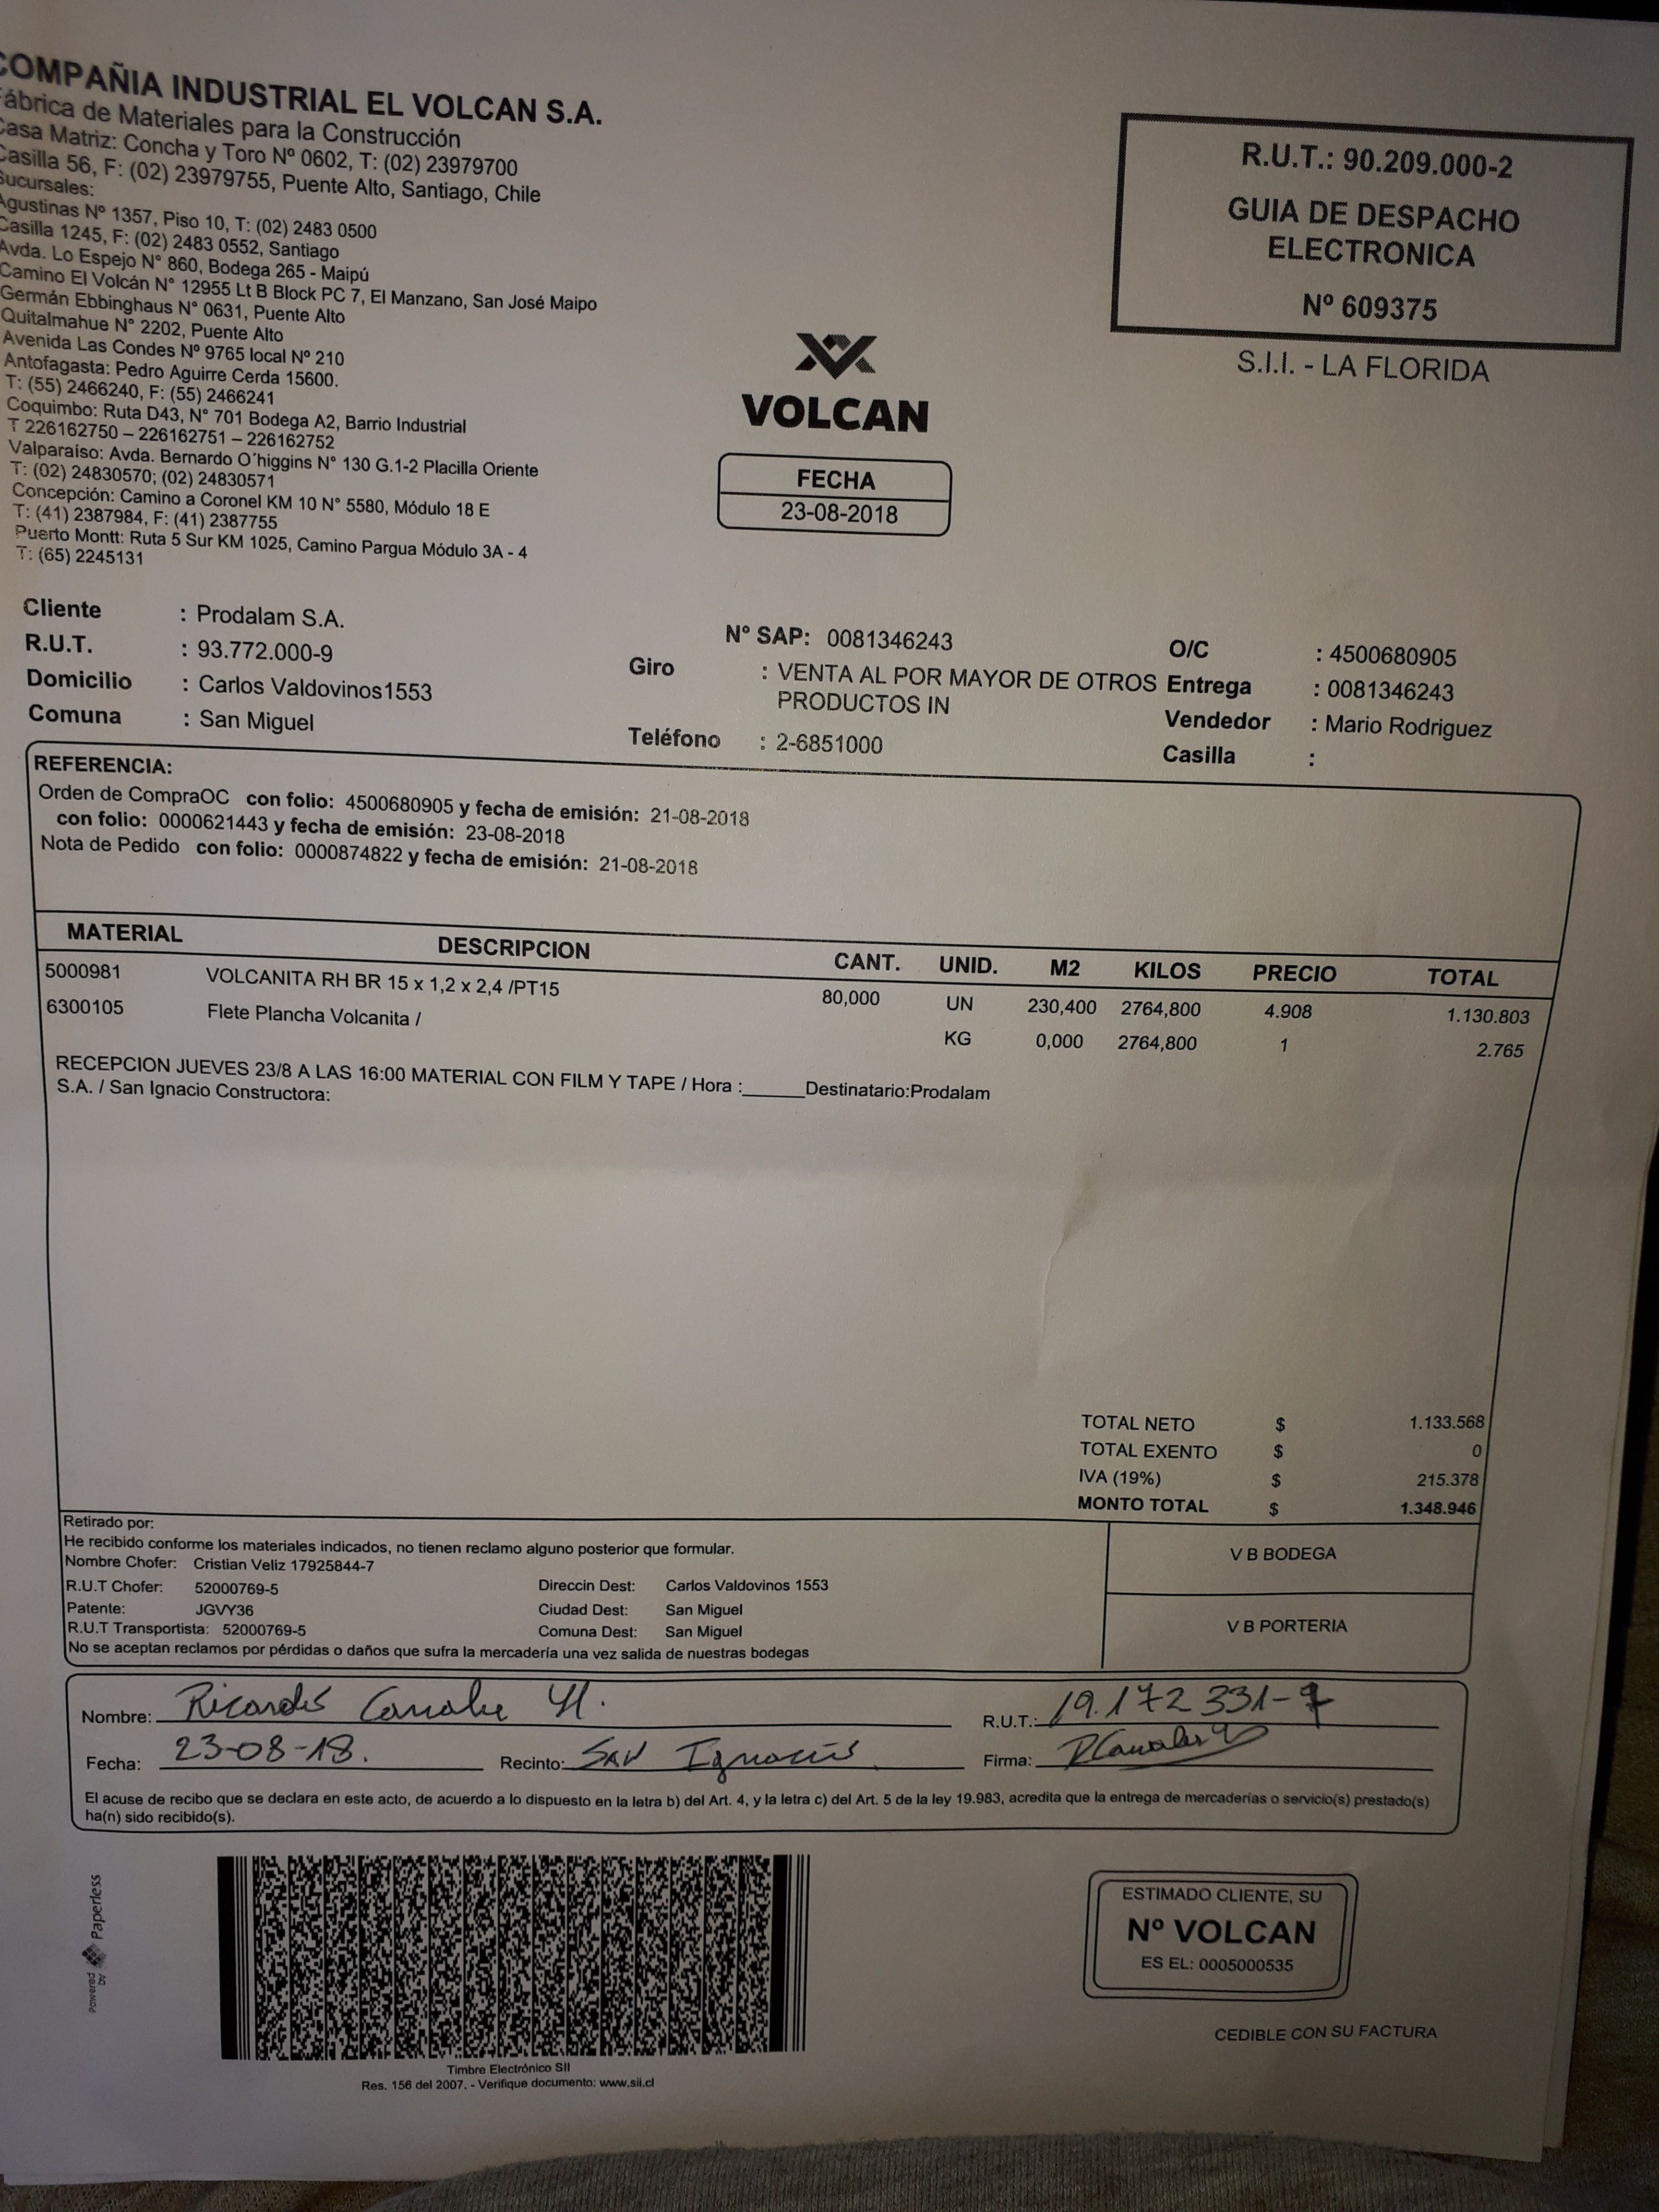 COMPAÑIA INDUSTRIAL EL VOLCAN S.A.
Fábrica de Materiales para la Construcción
Casa Matriz: Concha y Toro Nº 0602, T: (02) 23979700
Casilla 56, F: (02) 23979755, Puente Alto, Santiago, Chile
Sucursales:
Agustinas Nº 1357, Piso 10, T: (02) 2483 0500
Casilla 1245, F: (02) 2483 0552, Santiago
Avda. Lo Espejo N° 860, Bodega 265 - Maipú
Camino El Volcán N° 12955 Lt B Block PC 7, El Manzano, San José Maipo
Germán Ebbinghaus N° 0631, Puente Alto
Quitalmahue N° 2202, Puente Alto
Avenida Las Condes Nº 9765 local Nº 210
Antofagasta: Pedro Aguirre Cerda 15600.
T: (55) 2466240, F: (55) 2466241
Coquimbo: Ruta D43, N° 701 Bodega A2, Barrio Industrial
T 226162750 – 226162751 – 226162752
Valparaíso: Avda. Bernardo O´higgins N° 130 G.1-2 Placilla Oriente
T: (02) 24830570; (02) 24830571
Concepción: Camino a Coronel KM 10 N° 5580, Módulo 18 E
T: (41) 2387984, F: (41) 2387755
Puerto Montt: Ruta 5 Sur KM 1025, Camino Pargua Módulo 3A - 4
T: (65) 2245131
VOLCAN
FECHA
23-08-2018
R.U.T.: 90.209.000-2
GUIA DE DESPACHO
ELECTRONICA
Nº 609375
S.I.I. - LA FLORIDA
Cliente : Prodalam S.A.
R.U.T. : 93.772.000-9
Domicilio : Carlos Valdovinos1553
Comuna : San Miguel
N° SAP: 0081346243
Giro : VENTA AL POR MAYOR DE OTROS
PRODUCTOS IN
Teléfono : 2-6851000
O/C : 4500680905
Entrega : 0081346243
Vendedor : Mario Rodriguez
Casilla :
REFERENCIA:
Orden de CompraOC con folio: 4500680905 y fecha de emisión: 21-08-2018
con folio: 0000621443 y fecha de emisión: 23-08-2018
Nota de Pedido con folio: 0000874822 y fecha de emisión: 21-08-2018
MATERIAL DESCRIPCION CANT. UNID. M2 KILOS PRECIO TOTAL
5000981 VOLCANITA RH BR 15 x 1,2 x 2,4 /PT15 80,000 UN 230,400 2764,800 4.908 1.130.803
6300105 Flete Plancha Volcanita / KG 0,000 2764,800 1 2.765
RECEPCION JUEVES 23/8 A LAS 16:00 MATERIAL CON FILM Y TAPE / Hora :______Destinatario:Prodalam
S.A. / San Ignacio Constructora:
TOTAL NETO $ 1.133.568
TOTAL EXENTO $ 0
IVA (19%) $ 215.378
MONTO TOTAL $ 1.348.946
Retirado por:
He recibido conforme los materiales indicados, no tienen reclamo alguno posterior que formular.
Nombre Chofer: Cristian Veliz 17925844-7
R.U.T Chofer: 52000769-5 Direccin Dest: Carlos Valdovinos 1553
Patente: JGVY36 Ciudad Dest: San Miguel
R.U.T Transportista: 52000769-5 Comuna Dest: San Miguel
No se aceptan reclamos por pérdidas o daños que sufra la mercadería una vez salida de nuestras bodegas
V B BODEGA
V B PORTERIA
Nombre: Ricardo R.U.T.: 19.172 331-
Fecha: 23-08-18. Recinto: SAN Ignacio Firma:
El acuse de recibo que se declara en este acto, de acuerdo a lo dispuesto en la letra b) del Art. 4, y la letra c) del Art. 5 de la ley 19.983, acredita que la entrega de mercaderías o servicio(s) prestado(s)
ha(n) sido recibido(s).
Powered by Paperless
Timbre Electrónico SII
Res. 156 del 2007. - Verifique documento: www.sii.cl
ESTIMADO CLIENTE, SU
Nº VOLCAN
ES EL: 0005000535
CEDIBLE CON SU FACTURA